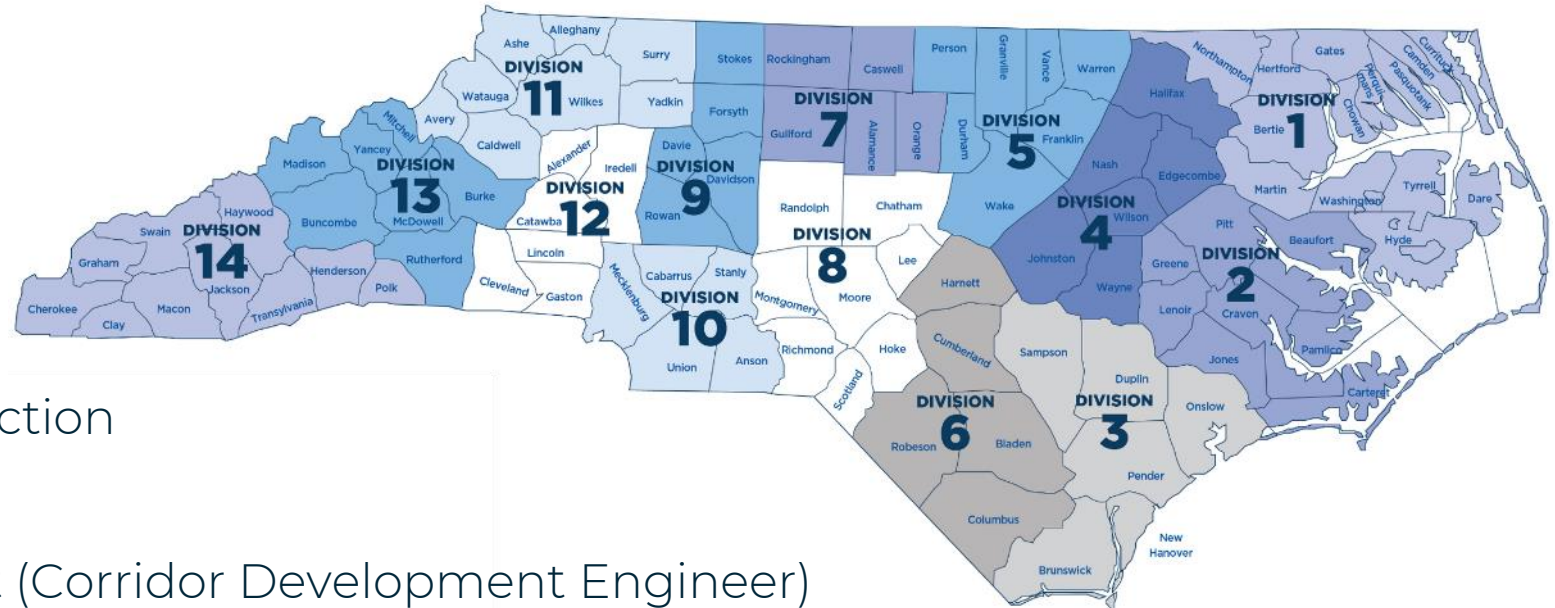 Alleghany
Ashe
Surry
DIVISION
11
Watauga
Wilkes
Yadkin
Avery
Caldwell
Stokes
Forsyth
Davie
DIVISION
9
Davidson
Rowan
Rockingham
Caswell
DIVISION
7
Guilford
Alamance
Orange
Person
Granville
Vance
Warren
DIVISION
5
Franklin
Durham
Wake
Halifax
Nash
Edgecombe
DIVISION
4
Wilson
Johnston
Wayne
Northampton
Gates
Hertford
Currituck
Camden
Pasquotank
Perqui-
mans
Chowan
DIVISION
1
Bertie
Martin
Washington
Tyrrell
Dare
Hyde
Pitt
Beaufort
DIVISION
2
Greene
Lenoir
Craven
Jones
Pamlico
Carteret
Mitchell
Yancey
Madison
DIVISION
13
Burke
Buncombe
McDowell
Rutherford
Alexander
Iredell
DIVISION
12
Catawba
Lincoln
Cleveland
Gaston
Haywood
Swain
DIVISION
14
Graham
Jackson
Henderson
Polk
Cherokee
Clay
Macon
Transylvania
Mecklenburg
Cabarrus
Stanly
DIVISION
10
Union
Anson
Randolph
Chatham
DIVISION
8
Lee
Montgomery
Moore
Richmond
Hoke
Scotland
Harnett
Cumberland
DIVISION
6
Robeson
Bladen
Columbus
Sampson
Duplin
DIVISION
3
Onslow
Pender
New
Hanover
Brunswick
ction
(Corridor Development Engineer)